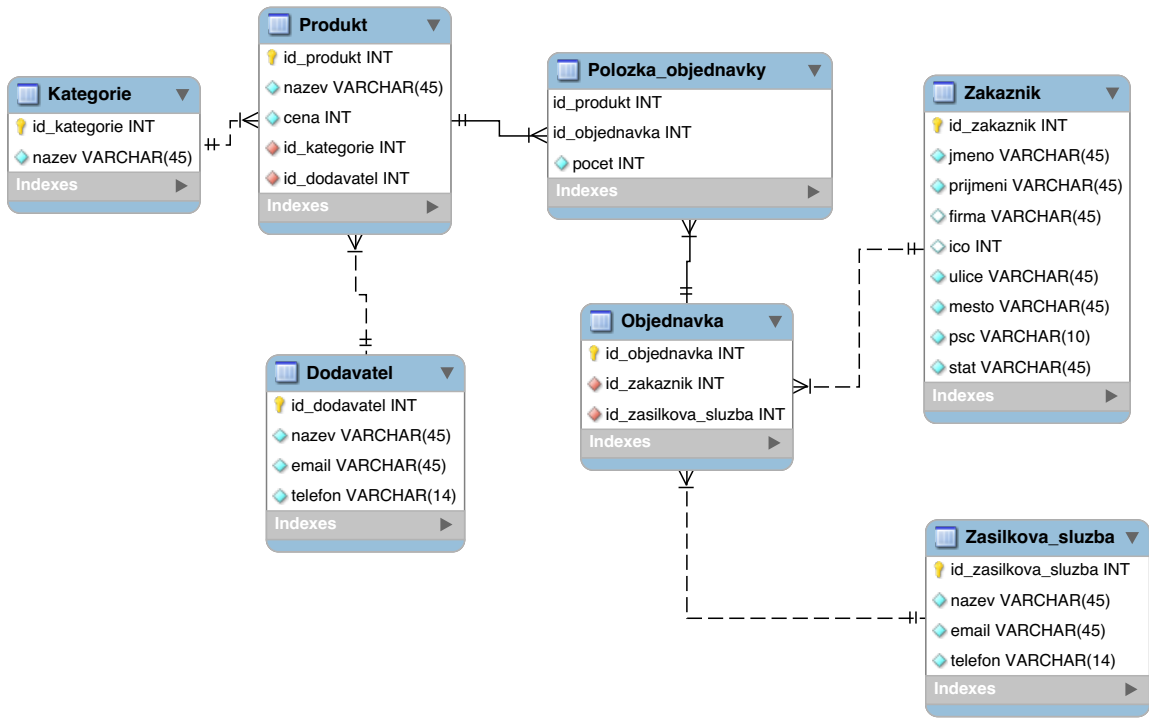 Kategorie
id_kategorie INT
nazev VARCHAR(45)
Indexes
Produkt
id_produkt INT
nazev VARCHAR(45)
cena INT
id_kategorie INT
id_dodavatel INT
Indexes
Dodavatel
id_dodavatel INT
nazev VARCHAR(45)
email VARCHAR(45)
telefon VARCHAR(14)
Indexes
Polozka_objednavky
id_produkt INT
id_objednavka INT
pocet INT
Indexes
Objednavka
id_objednavka INT
id_zakaznik INT
id_zasilkova_sluzba INT
Indexes
Zakaznik
id_zakaznik INT
jmeno VARCHAR(45)
prijmeni VARCHAR(45)
firma VARCHAR(45)
ico INT
ulice VARCHAR(45)
mesto VARCHAR(45)
psc VARCHAR(10)
stat VARCHAR(45)
Indexes
Zasilkova_sluzba
id_zasilkova_sluzba INT
nazev VARCHAR(45)
email VARCHAR(45)
telefon VARCHAR(14)
Indexes